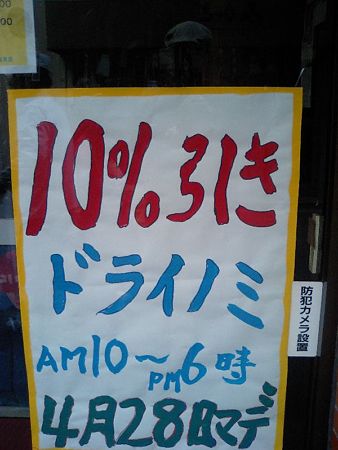 10%引き
ドライノミ
AM10〜PM6時
4月28日マデ
防犯カメラ設置